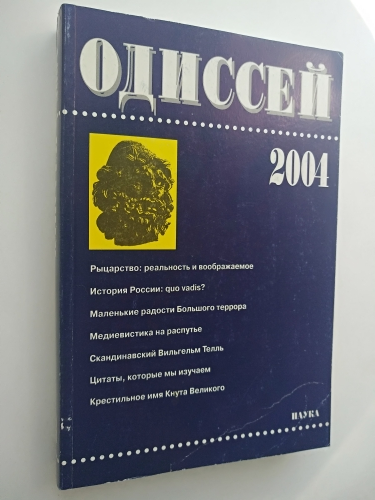 ОДИССЕЙ
2004
Рыцарство: реальность и воображаемое
История России: quo vadis?
Маленькие радости Большого террора
Медиевистика на распутье
Скандинавский Вильгельм Телль
Цитаты, которые мы изучаем
Крестильное имя Кнута Великого
НАУКА